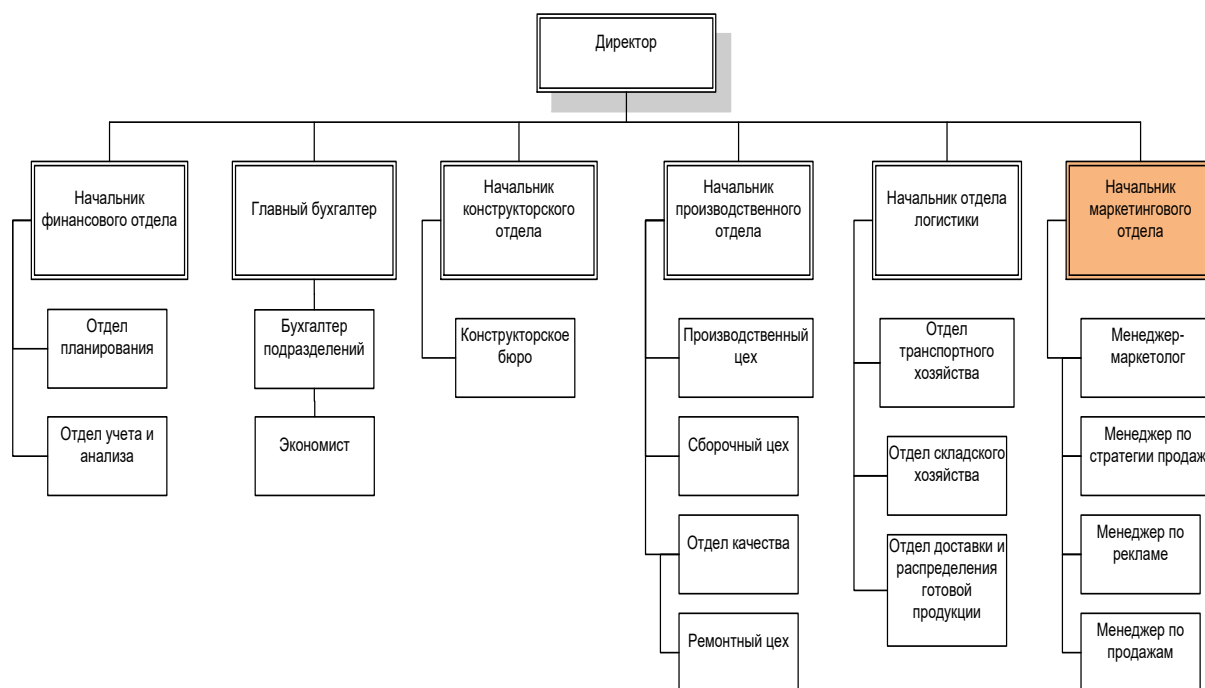 Директор
Начальник
финансового отдела
Главный бухгалтер
Начальник
конструкторского
отдела
Начальник
производственного
отдела
Начальник отдела
логистики
Начальник
маркетингового
отдела
Отдел
планирования
Отдел учета и
анализа
Бухгалтер
подразделений
Экономист
Конструкторское
бюро
Производственный
цех
Сборочный цех
Отдел качества
Ремонтный цех
Отдел
транспортного
хозяйства
Отдел складского
хозяйства
Отдел доставки и
распределения
готовой
продукции
Менеджер-
маркетолог
Менеджер по
стратегии продаж
Менеджер по
рекламе
Менеджер по
продажам